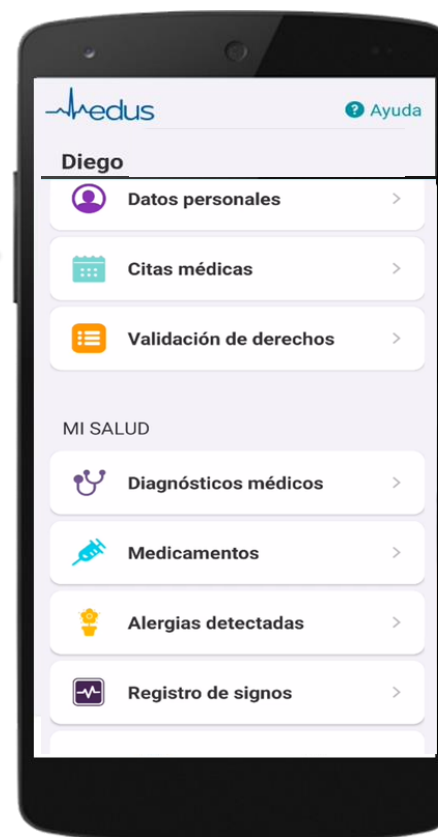 edus
Ayuda
Diego
Datos personales
Citas médicas
Validación de derechos
MI SALUD
Diagnósticos médicos
Medicamentos
Alergias detectadas
Registro de signos